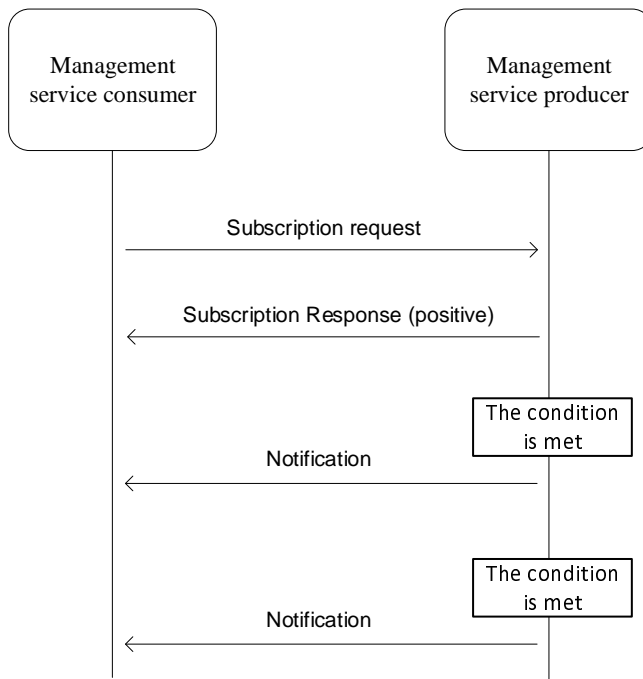 Management
service consumer
Management
service producer
Subscription request
Subscription Response (positive)
The condition
is met
Notification
The condition
is met
Notification